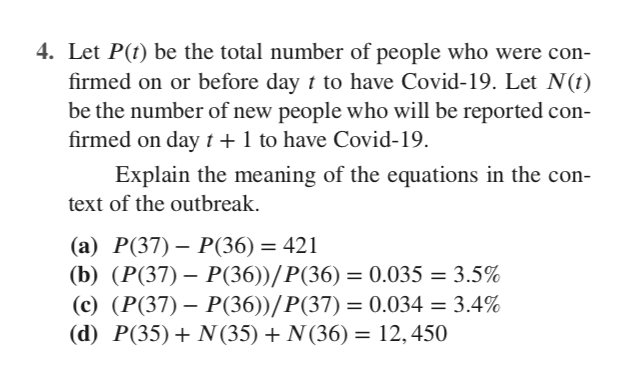 4. Let P(t) be the total number of people who were con-
firmed on or before day t to have Covid-19. Let N(t)
be the number of new people who will be reported con-
firmed on day t + 1 to have Covid-19.
Explain the meaning of the equations in the con-
text of the outbreak.
(a) P(37) − P(36) = 421
(b) (P(37) − P(36))/P(36) = 0.035 = 3.5%
(c) (P(37) − P(36))/P(37) = 0.034 = 3.4%
(d) P(35) + N(35) + N(36) = 12, 450